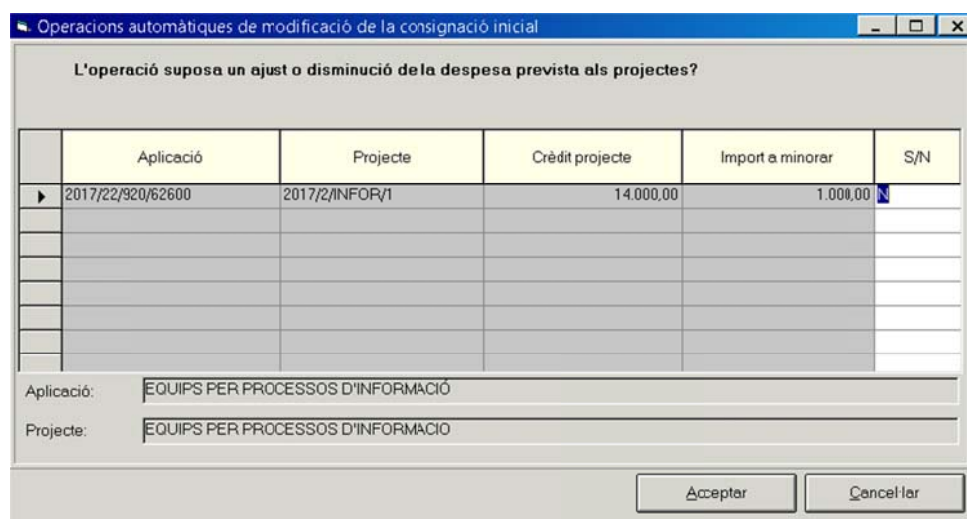 Operacions automàtiques de modificació de la consignació inicial
L'operació suposa un ajust o disminució de la despesa prevista als projectes?
Aplicació Projecte Crèdit projecte Import a minorar S/N
2017/22/920/62600 2017/2/INFOR/1 14.000,00 1.000,00 N
Aplicació: EQUIPS PER PROCESSOS D'INFORMACIÓ
Projecte: EQUIPS PER PROCESSOS D'INFORMACIO
Acceptar Cancel·lar